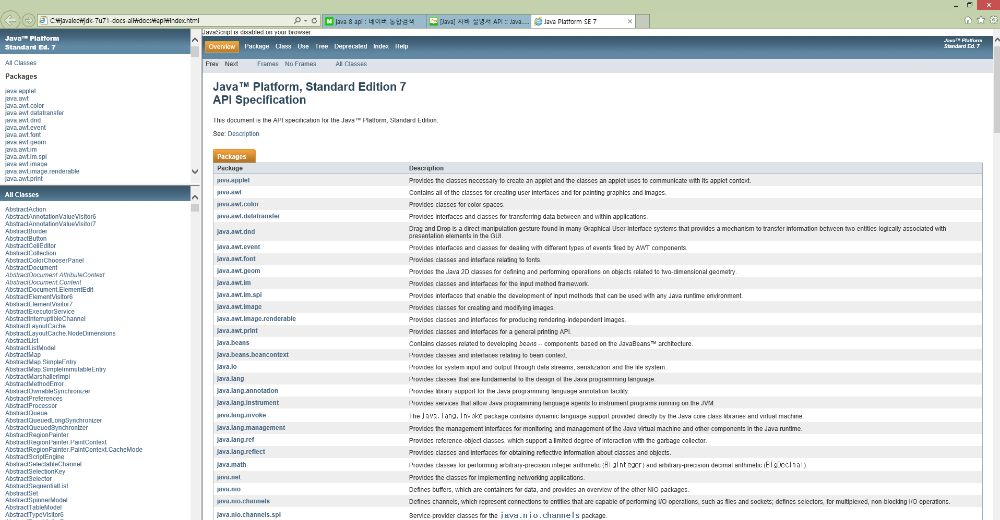 C:₩javalec₩jdk-7u71-docs-all₩docs₩api₩index.html
java 8 api : 네이버 통합검색
[Java] 자바 설명서 API :: Java.....
Java Platform SE 7
Java™ Platform
Standard Ed. 7
All Classes
Packages
java.applet
java.awt
java.awt.color
java.awt.datatransfer
java.awt.dnd
java.awt.event
java.awt.font
java.awt.geom
java.awt.im
java.awt.im.spi
java.awt.image
java.awt.image.renderable
java.awt.print
All Classes
AbstractAction
AbstractAnnotationValueVisitor6
AbstractAnnotationValueVisitor7
AbstractBorder
AbstractButton
AbstractCellEditor
AbstractCollection
AbstractColorChooserPanel
AbstractDocument
AbstractDocument.AttributeContext
AbstractDocument.Content
AbstractDocument.ElementEdit
AbstractElementVisitor6
AbstractElementVisitor7
AbstractExecutorService
AbstractInterruptibleChannel
AbstractLayoutCache
AbstractLayoutCache.NodeDimensions
AbstractList
AbstractListModel
AbstractMap
AbstractMap.SimpleEntry
AbstractMap.SimpleImmutableEntry
AbstractMarshallerImpl
AbstractMethodError
AbstractOwnableSynchronizer
AbstractPreferences
AbstractProcessor
AbstractQueue
AbstractQueuedLongSynchronizer
AbstractQueuedSynchronizer
AbstractRegionPainter
AbstractRegionPainter.PaintContext
AbstractRegionPainter.PaintContext.CacheMode
AbstractScriptEngine
AbstractSelectableChannel
AbstractSelectionKey
AbstractSelector
AbstractSequentialList
AbstractSet
AbstractSpinnerModel
AbstractTableModel
AbstractTypeVisitor6
JavaScript is disabled on your browser.
Overview Package Class Use Tree Deprecated Index Help
Java™ Platform
Standard Ed. 7
Prev Next Frames No Frames All Classes
Java™ Platform, Standard Edition 7
API Specification
This document is the API specification for the Java™ Platform, Standard Edition.
See: Description
Packages
Package Description
java.applet Provides the classes necessary to create an applet and the classes an applet uses to communicate with its applet context.
java.awt Contains all of the classes for creating user interfaces and for painting graphics and images.
java.awt.color Provides classes for color spaces.
java.awt.datatransfer Provides interfaces and classes for transferring data between and within applications.
java.awt.dnd Drag and Drop is a direct manipulation gesture found in many Graphical User Interface systems that provides a mechanism to transfer information between two entities logically associated with
presentation elements in the GUI.
java.awt.event Provides interfaces and classes for dealing with different types of events fired by AWT components.
java.awt.font Provides classes and interface relating to fonts.
java.awt.geom Provides the Java 2D classes for defining and performing operations on objects related to two-dimensional geometry.
java.awt.im Provides classes and interfaces for the input method framework.
java.awt.im.spi Provides interfaces that enable the development of input methods that can be used with any Java runtime environment.
java.awt.image Provides classes for creating and modifying images.
java.awt.image.renderable Provides classes and interfaces for producing rendering-independent images.
java.awt.print Provides classes and interfaces for a general printing API.
java.beans Contains classes related to developing beans -- components based on the JavaBeans™ architecture.
java.beans.beancontext Provides classes and interfaces relating to bean context.
java.io Provides for system input and output through data streams, serialization and the file system.
java.lang Provides classes that are fundamental to the design of the Java programming language.
java.lang.annotation Provides library support for the Java programming language annotation facility.
java.lang.instrument Provides services that allow Java programming language agents to instrument programs running on the JVM.
java.lang.invoke The java.lang.invoke package contains dynamic language support provided directly by the Java core class libraries and virtual machine.
java.lang.management Provides the management interfaces for monitoring and management of the Java virtual machine and other components in the Java runtime.
java.lang.ref Provides reference-object classes, which support a limited degree of interaction with the garbage collector.
java.lang.reflect Provides classes and interfaces for obtaining reflective information about classes and objects.
java.math Provides classes for performing arbitrary-precision integer arithmetic (BigInteger) and arbitrary-precision decimal arithmetic (BigDecimal).
java.net Provides the classes for implementing networking applications.
java.nio Defines buffers, which are containers for data, and provides an overview of the other NIO packages.
java.nio.channels Defines channels, which represent connections to entities that are capable of performing I/O operations, such as files and sockets; defines selectors, for multiplexed, non-blocking I/O operations.
java.nio.channels.spi Service-provider classes for the java.nio.channels package.